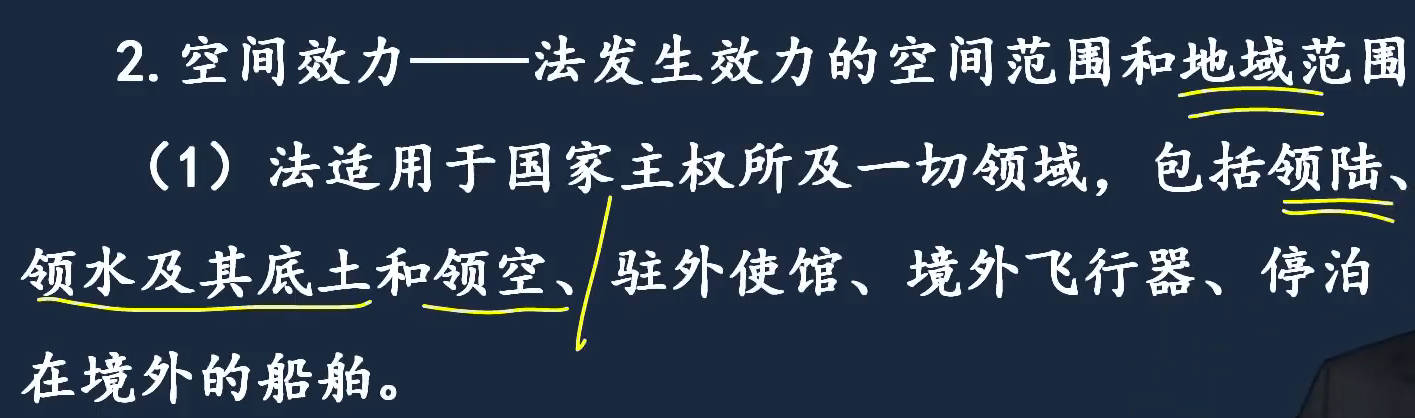 2. 空间效力——法发生效力的空间范围和地域范围
（1）法适用于国家主权所及一切领域，包括领陆、
领水及其底土和领空、驻外使馆、境外飞行器、停泊
在境外的船舶。